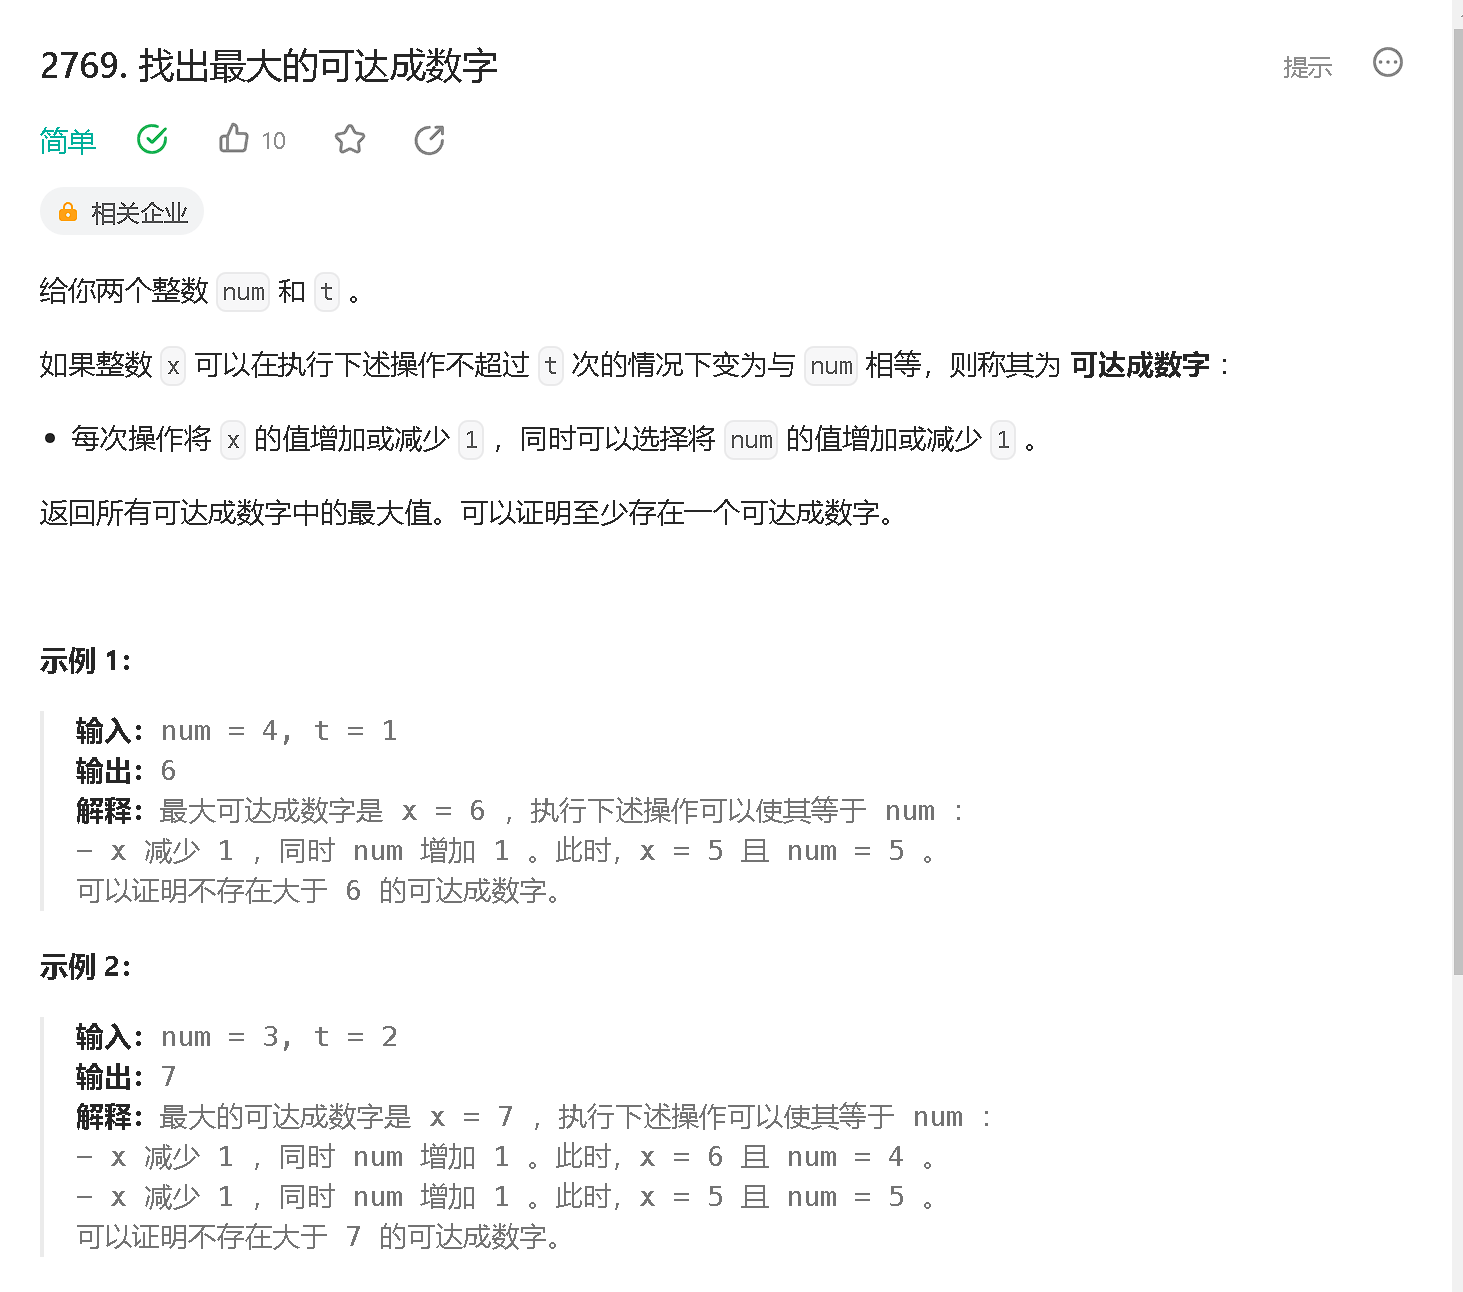 2769. 找出最大的可达成数字
提示
简单
10
相关企业
给你两个整数 num 和 t 。
如果整数 x 可以在执行下述操作不超过 t 次的情况下变为与 num 相等，则称其为 可达成数字 ：
• 每次操作将 x 的值增加或减少 1 ，同时可以选择将 num 的值增加或减少 1 。
返回所有可达成数字中的最大值。可以证明至少存在一个可达成数字。
示例 1：
输入：num = 4, t = 1
输出：6
解释：最大可达成数字是 x = 6 ，执行下述操作可以使其等于 num ：
- x 减少 1 ，同时 num 增加 1 。此时，x = 5 且 num = 5 。
可以证明不存在大于 6 的可达成数字。
示例 2：
输入：num = 3, t = 2
输出：7
解释：最大的可达成数字是 x = 7 ，执行下述操作可以使其等于 num ：
- x 减少 1 ，同时 num 增加 1 。此时，x = 6 且 num = 4 。
- x 减少 1 ，同时 num 增加 1 。此时，x = 5 且 num = 5 。
可以证明不存在大于 7 的可达成数字。